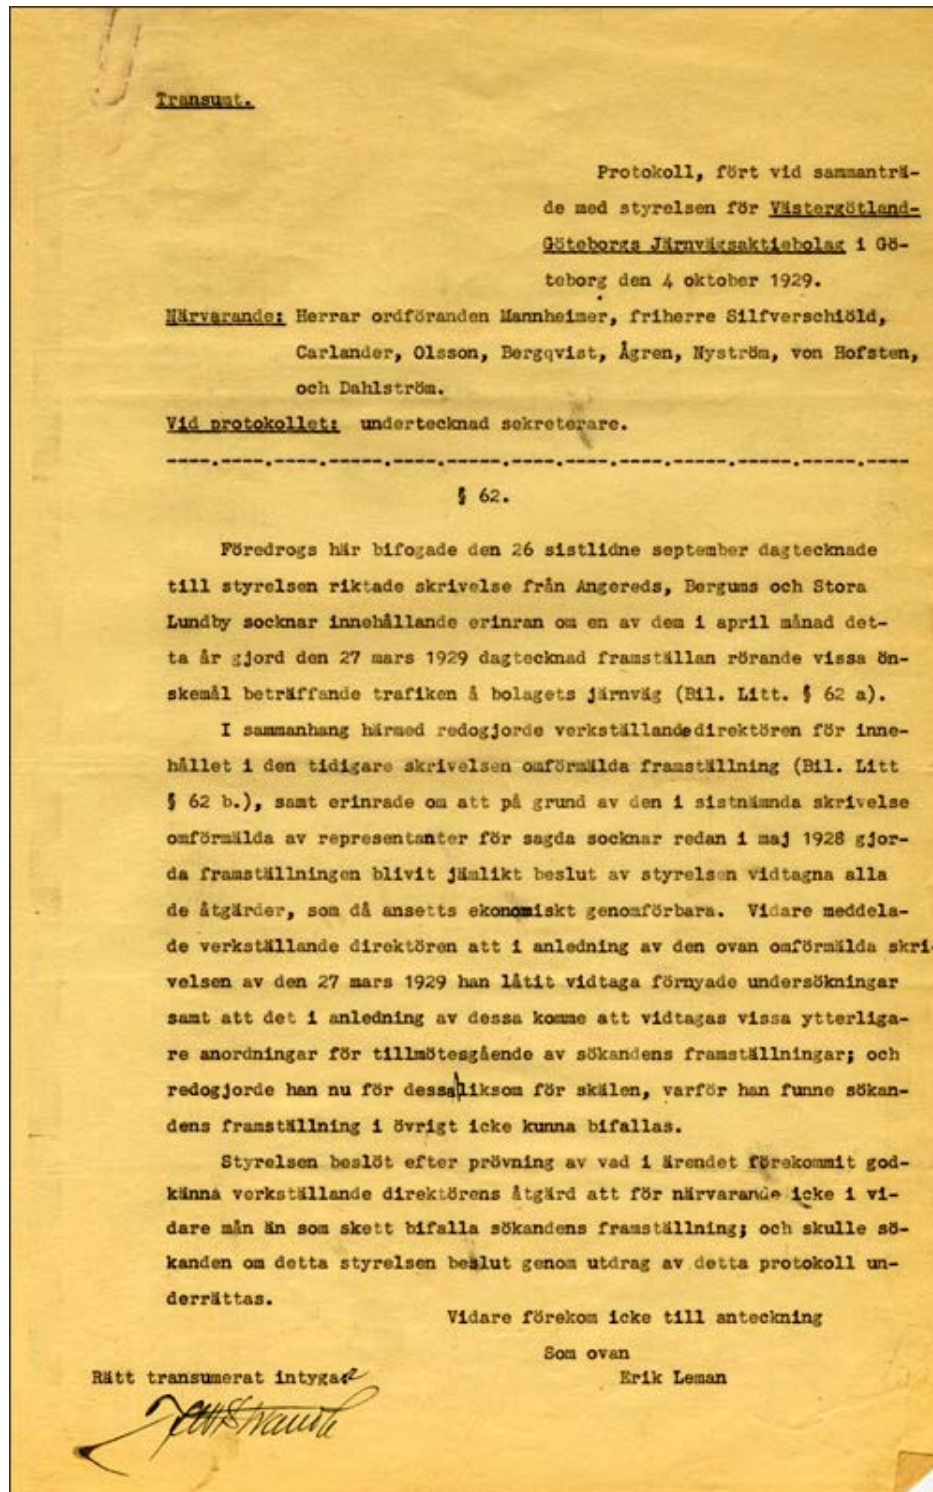 Transumt.
Protokoll, fört vid sammanträ-
de med styrelsen för Västergötland-
Göteborgs Järnvägsaktiebolag i Gö-
teborg den 4 oktober 1929.
Närvarande: Herrar ordföranden Mannheimer, friherre Silfverschiöld,
Carlander, Olsson, Bergqvist, Ågren, Nyström, von Hofsten,
och Dahlström.
Vid protokollet: undertecknad sekreterare.
----.----.----.----.-----.----.----.----.-----.-----.-----.----
§ 62.
Föredrogs här bifogade den 26 sistlidne september dagtecknade
till styrelsen riktade skrivelse från Angereds, Bergums och Stora
Lundby socknar innehållande erinran om en av dem i april månad det-
ta år gjord den 27 mars 1929 dagtecknad framställan rörande vissa ön-
skemål beträffande trafiken å bolagets järnväg (Bil. Litt. § 62 a).
I sammanhang härmed redogjorde verkställandedirektören för inne-
hållet i den tidigare skrivelsen omförmälda framställning (Bil. Litt
§ 62 b.), samt erinrade om att på grund av den i sistnämnda skrivelse
omförmälda av representanter för sagda socknar redan i maj 1928 gjor-
da framställningen blivit jämlikt beslut av styrelsen vidtagna alla
de åtgärder, som då ansetts ekonomiskt genomförbara. Vidare meddela-
de verkställande direktören att i anledning av den ovan omförmälda skri-
velsen av den 27 mars 1929 han låtit vidtaga förnyade undersökningar
samt att det i anledning av dessa komme att vidtagas vissa ytterliga-
re anordningar för tillmötesgående av sökandens framställningar; och
redogjorde han nu för dessa liksom för skälen, varför han funne sökan-
dens framställning i övrigt icke kunna bifallas.
Styrelsen beslöt efter prövning av vad i ärendet förekommit god-
känna verkställande direktörens åtgärd att för närvarande icke i vi-
dare mån än som skett bifalla sökandens framställning; och skulle sö-
kanden om detta styrelsen beslut genom utdrag av detta protokoll un-
derrättas.
Vidare förekom icke till anteckning
Som ovan
Rätt transumerat intygar Erik Leman